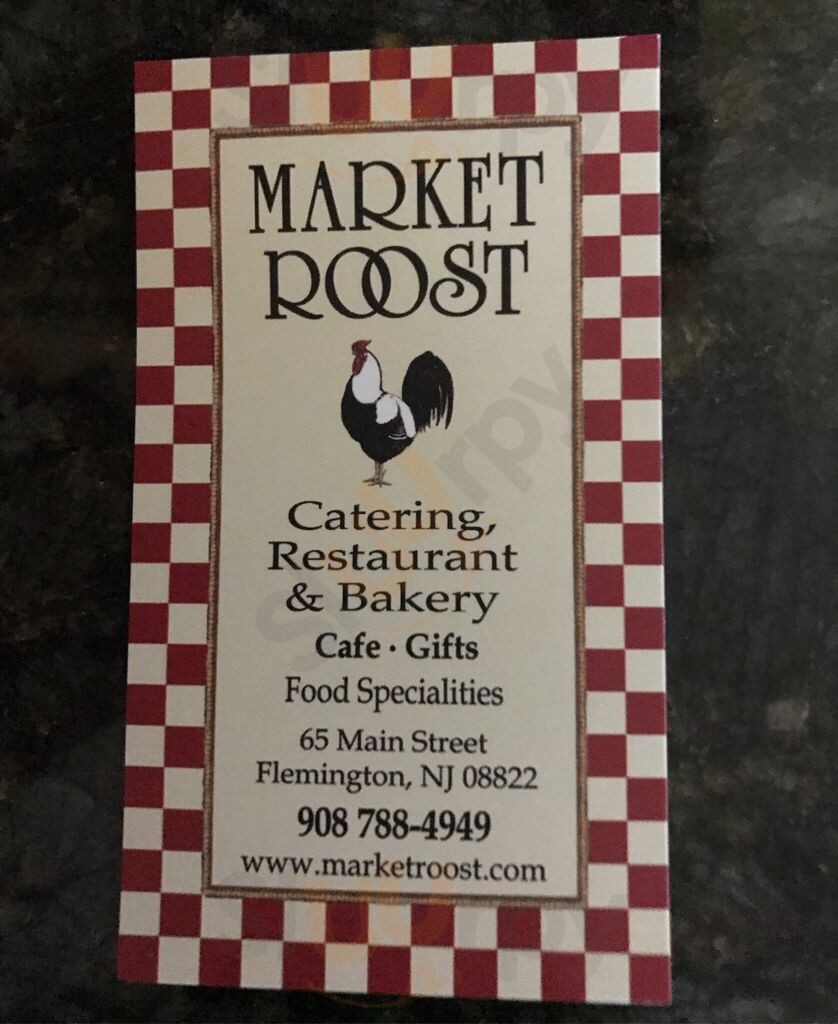 MARKET
ROOST
Catering,
Restaurant
& Bakery
Cafe · Gifts
Food Specialities
65 Main Street
Flemington, NJ 08822
908 788-4949
www.marketroost.com